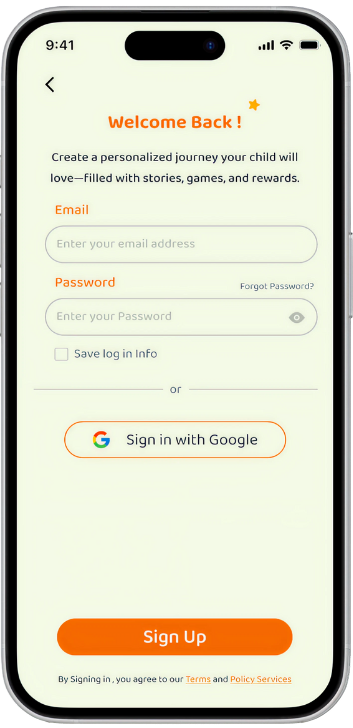 9:41
Welcome Back !
Create a personalized journey your child will
love—filled with stories, games, and rewards.
Email
Enter your email address
Password
Forgot Password?
Enter your Password
Save log in Info
or
Sign in with Google
Sign Up
By Signing in , you agree to our Terms and Policy Services